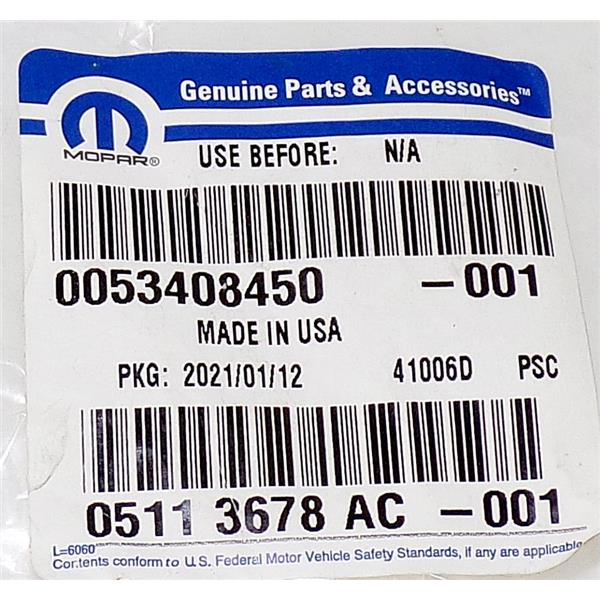 Genuine Parts & Accessories™
MOPAR®
USE BEFORE: N/A
0053408450 -001
MADE IN USA
PKG: 2021/01/12 41006D PSC
0511 3678 AC -001
L=6060
Contents conform to U.S. Federal Motor Vehicle Safety Standards, if any are applicable